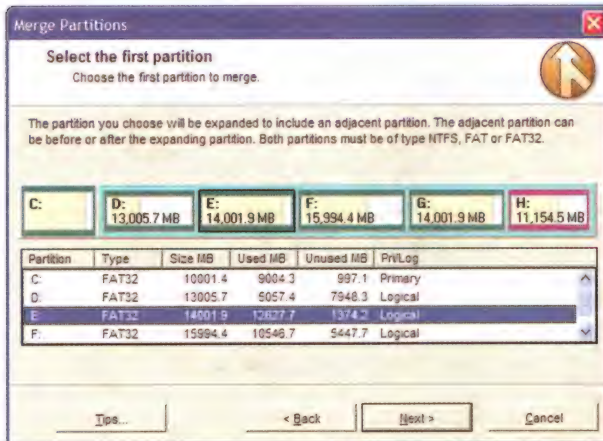 Merge Partitions
Select the first partition
Choose the first partition to merge.
The partition you choose will be expanded to include an adjacent partition. The adjacent partition can
be before or after the expanding partition. Both partitions must be of type NTFS, FAT or FAT32.
C: D: E: F: G: H:
13,005.7 MB 14,001.9 MB 15,994.4 MB 14,001.9 MB 11,154.5 MB
Partition Type Size MB Used MB Unused MB Pri/Log
C: FAT32 10001.4 9004.3 997.1 Primary
D: FAT32 13005.7 5057.4 7948.3 Logical
E: FAT32 14001.9 12627.7 1374.2 Logical
F: FAT32 15994.4 10546.7 5447.7 Logical
Tips... < Back Next > Cancel